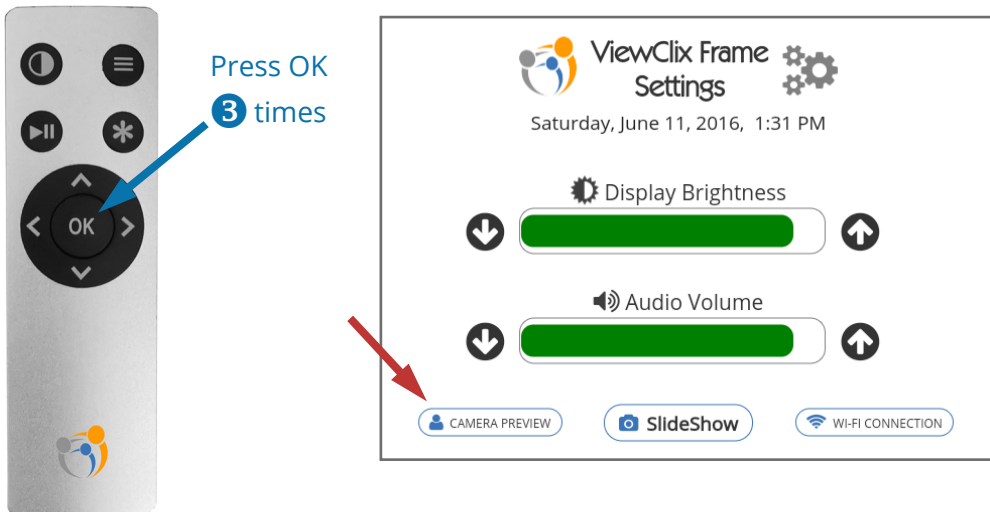 Press OK
3 times
OK
ViewClix Frame
Settings
Saturday, June 11, 2016, 1:31 PM
Display Brightness
Audio Volume
CAMERA PREVIEW
SlideShow
WI-FI CONNECTION